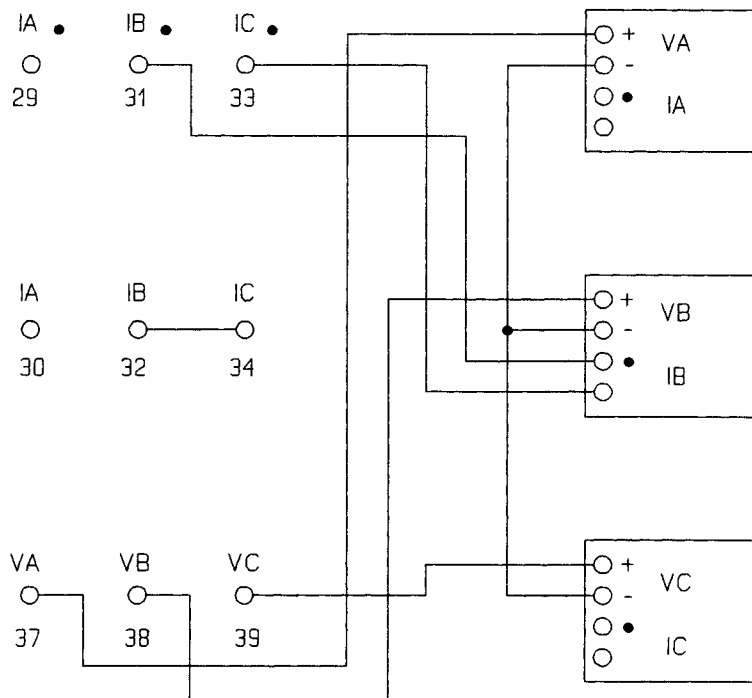 IA IB IC
29 31 33
IA IB IC
30 32 34
VA VB VC
37 38 39
+ VA
-
IA
+ VB
-
IB
+ VC
-
IC